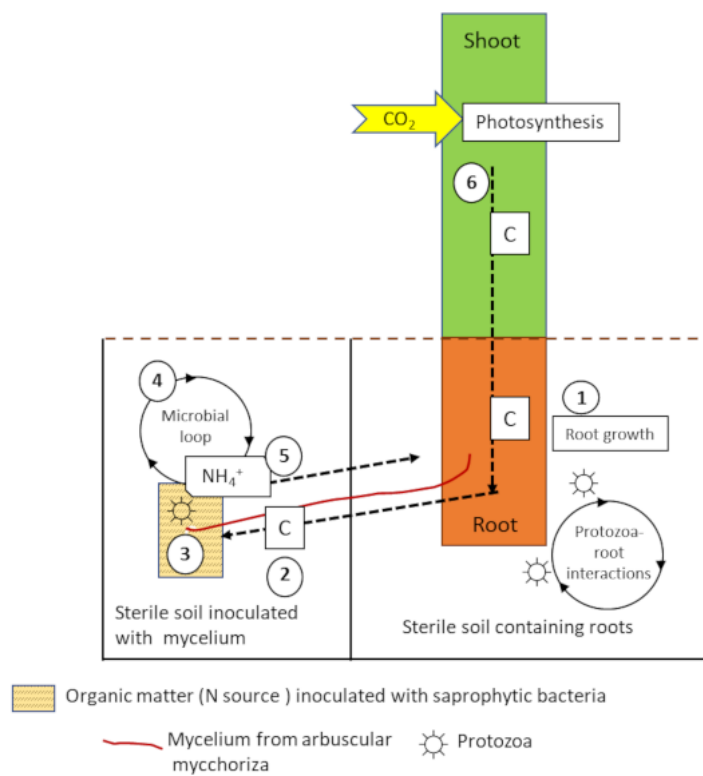 Shoot
CO₂
Photosynthesis
6
C
4
Microbial
loop
5
NH₄⁺
C
1
Root growth
C
2
3
Root
Protozoa-
root
interactions
Sterile soil inoculated
with mycelium
Sterile soil containing roots
Organic matter (N source ) inoculated with saprophytic bacteria
Mycelium from arbuscular
mycchoriza
Protozoa